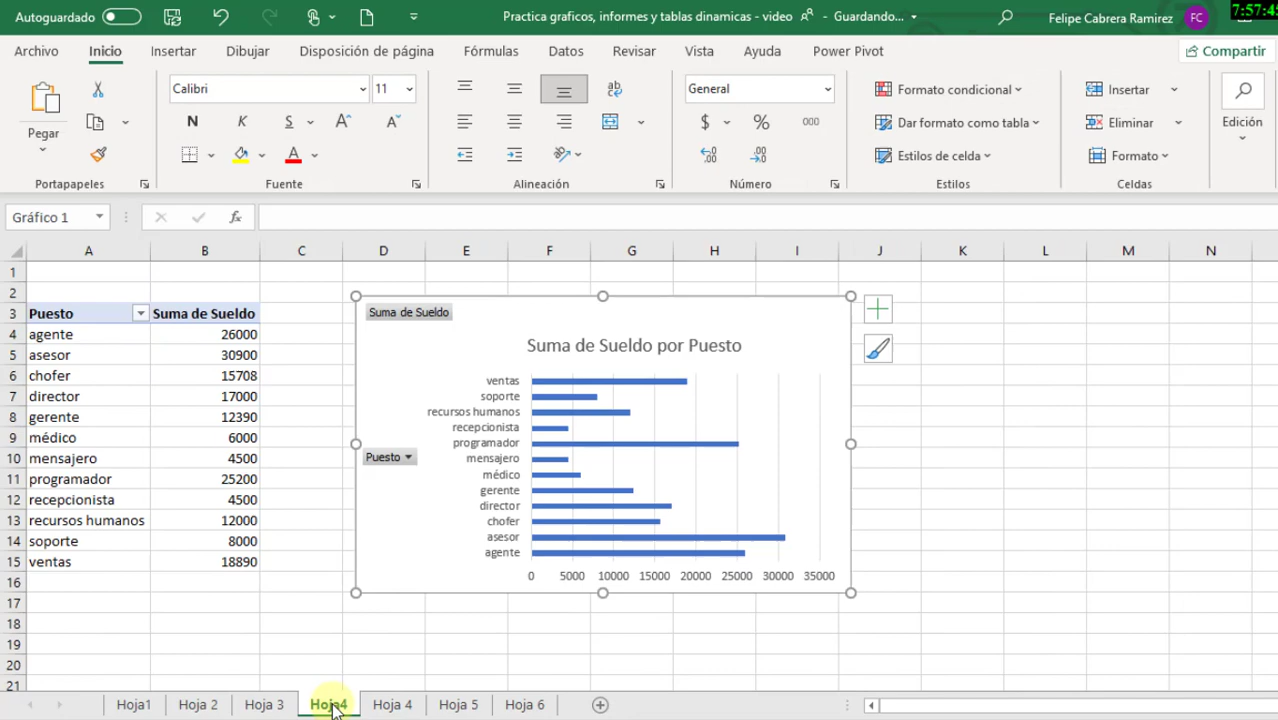 Autoguardado
Practica graficos, informes y tablas dinamicas - video
- Guardando...
Felipe Cabrera Ramirez
FC
7:57:4
Archivo
Inicio
Insertar
Dibujar
Disposición de página
Fórmulas
Datos
Revisar
Vista
Ayuda
Power Pivot
Compartir
Pegar
Portapapeles
Calibri
11
N
K
S
A
A
A
Fuente
ab
c
Alineación
General
$
%
000
Número
Formato condicional
Dar formato como tabla
Estilos de celda
Estilos
Insertar
Eliminar
Formato
Celdas
Edición
Gráfico 1
fx
A B C D E F G H I J K L M N
1
2
3 Puesto Suma de Sueldo
4 agente 26000
5 asesor 30900
6 chofer 15708
7 director 17000
8 gerente 12390
9 médico 6000
10 mensajero 4500
11 programador 25200
12 recepcionista 4500
13 recursos humanos 12000
14 soporte 8000
15 ventas 18890
16
17
18
19
20
21
Suma de Sueldo
Suma de Sueldo por Puesto
ventas
soporte
recursos humanos
recepcionista
programador
mensajero
Puesto
médico
gerente
director
chofer
asesor
agente
0 5000 10000 15000 20000 25000 30000 35000
Hoja1 Hoja 2 Hoja 3 Hoja4 Hoja 4 Hoja 5 Hoja 6